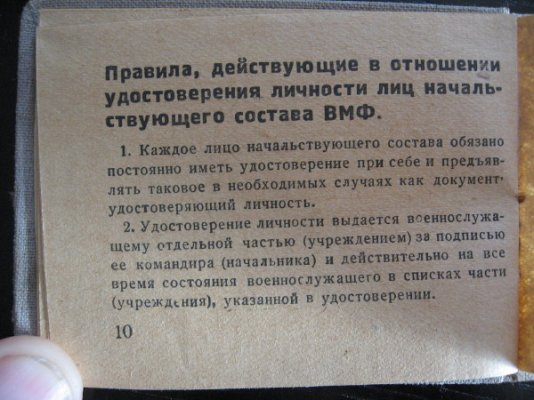 Правила, действующие в отношении
удостоверения личности лиц началь-
ствующего состава ВМФ.
1. Каждое лицо начальствующего состава обязано
постоянно иметь удостоверение при себе и предъяв-
лять таковое в необходимых случаях как документ,
удостоверяющий личность.
2. Удостоверение личности выдается военнослужа-
щему отдельной частью (учреждением) за подписью
ее командира (начальника) и действительно на все
время состояния военнослужащего в списках части
(учреждения), указанной в удостоверении.
10